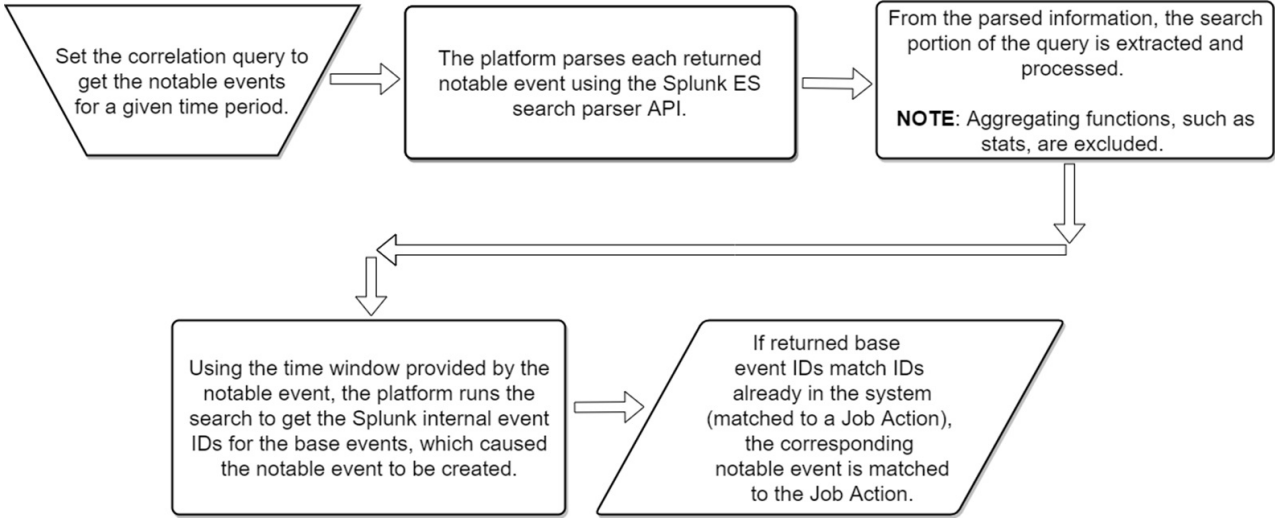 Set the correlation query to
get the notable events
for a given time period.
The platform parses each returned
notable event using the Splunk ES
search parser API.
From the parsed information, the search
portion of the query is extracted and
processed.
NOTE: Aggregating functions, such as
stats, are excluded.
Using the time window provided by the
notable event, the platform runs the
search to get the Splunk internal event
IDs for the base events, which caused
the notable event to be created.
If returned base
event IDs match IDs
already in the system
(matched to a Job Action),
the corresponding
notable event is matched
to the Job Action.